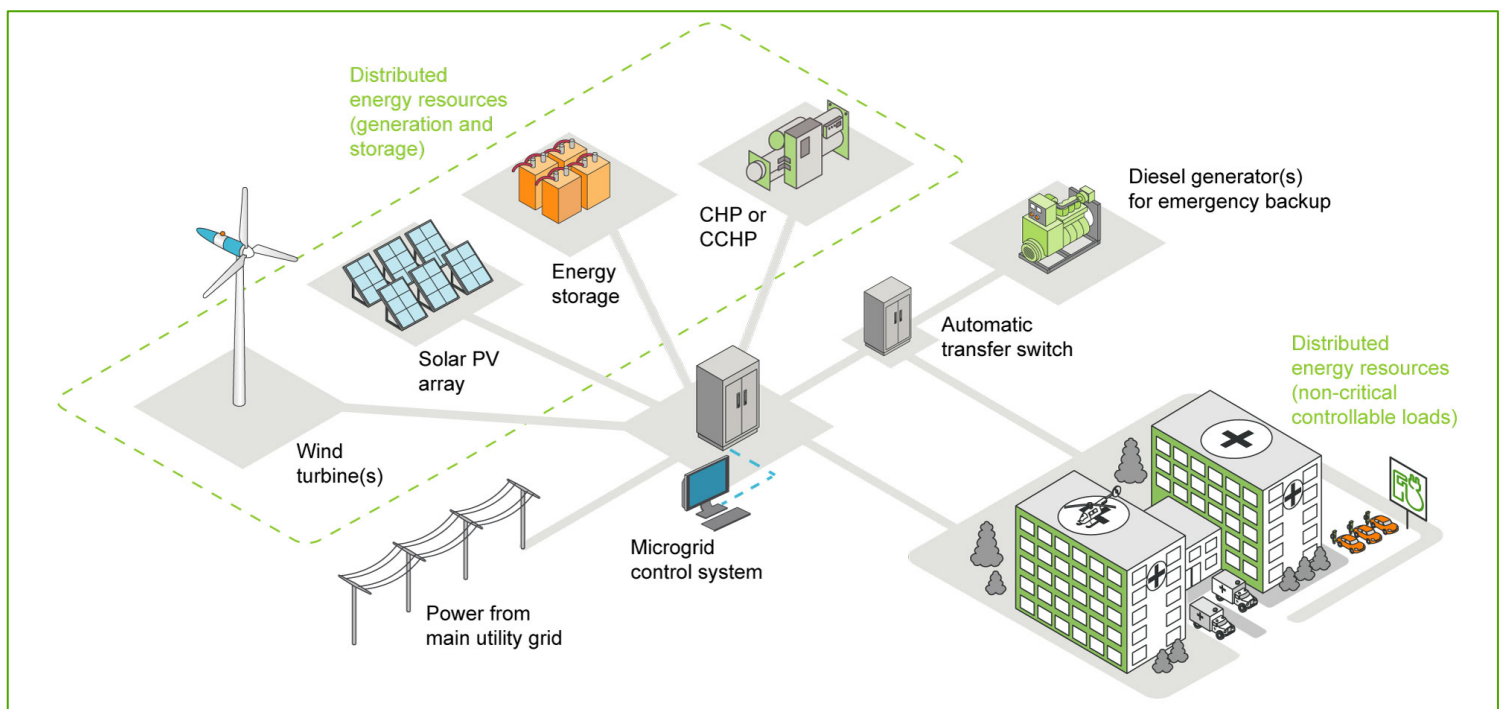 Distributed
energy resources
(generation and
storage)
CHP or
CCHP
Diesel generator(s)
for emergency backup
Energy
storage
Automatic
transfer switch
Solar PV
array
Distributed
energy resources
(non-critical
controllable loads)
Wind
turbine(s)
Microgrid
control system
Power from
main utility grid